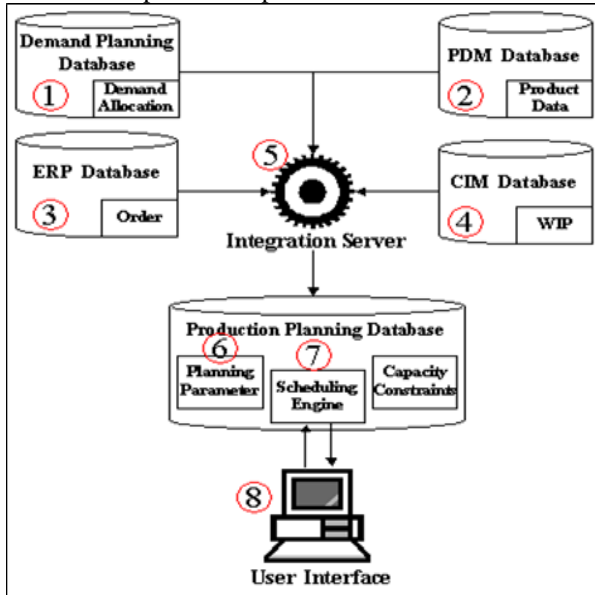 Demand Planning
Database
1
Demand
Allocation
PDM Database
2
Product
Data
5
ERP Database
3
Order
CIM Database
4
WIP
Integration Server
Production Planning Database
6
Planning
Parameter
7
Scheduling
Engine
Capacity
Constraints
8
User Interface